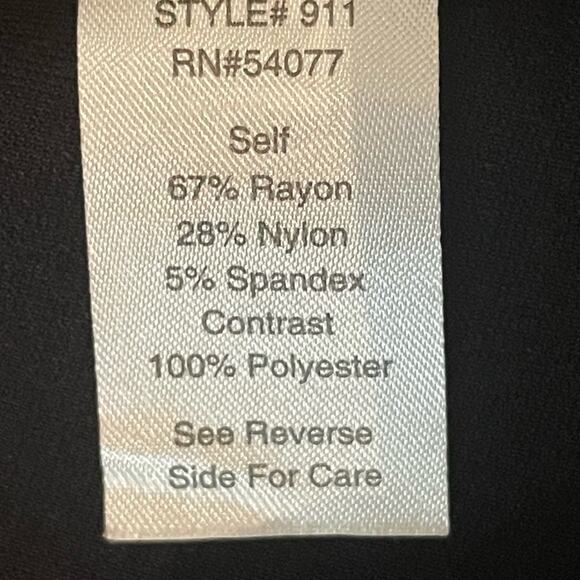 STYLE# 911
RN#54077
Self
67% Rayon
28% Nylon
5% Spandex
Contrast
100% Polyester
See Reverse
Side For Care